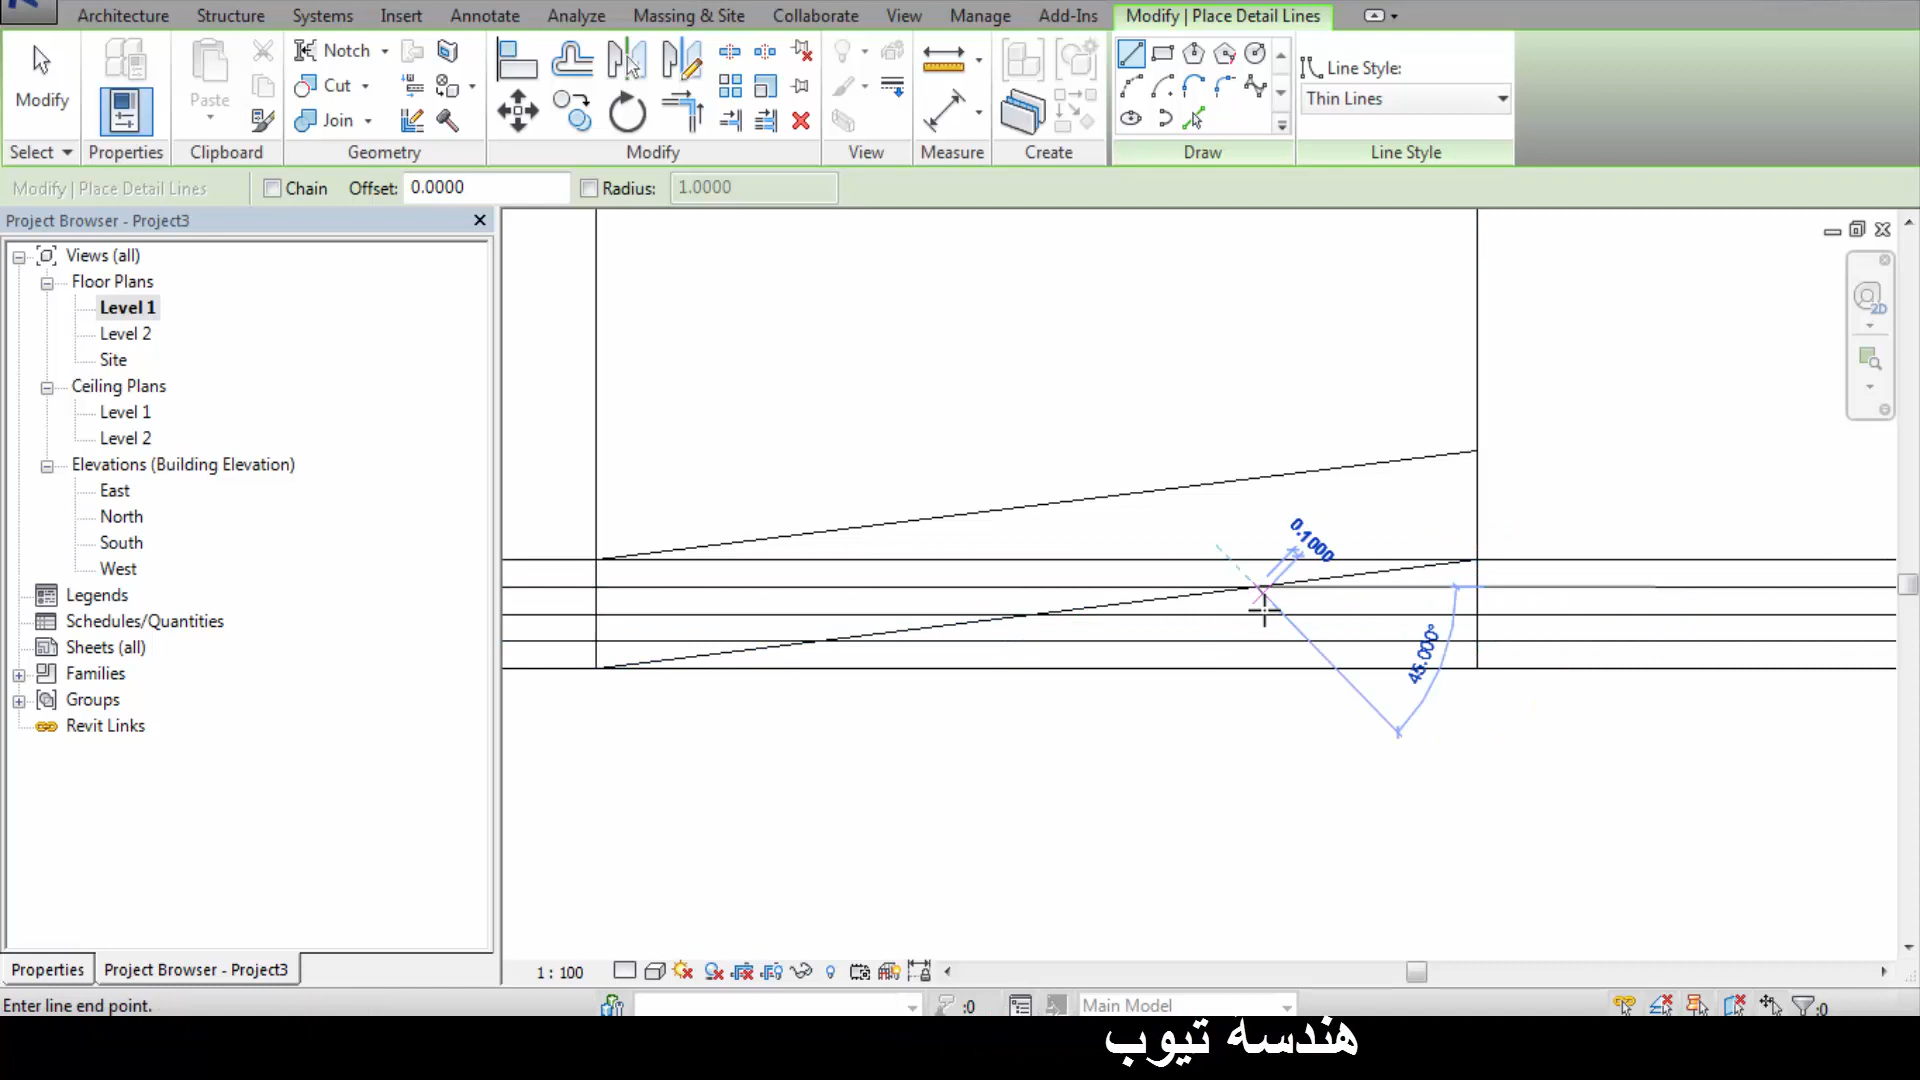 Architecture Structure Systems Insert Annotate Analyze Massing & Site Collaborate View Manage Add-Ins Modify | Place Detail Lines
Modify Paste Notch Cut Join Line Style: Thin Lines
Select Properties Clipboard Geometry Modify View Measure Create Draw Line Style
Modify | Place Detail Lines Chain Offset: 0.0000 Radius: 1.0000
Project Browser - Project3
Views (all)
Floor Plans
Level 1
Level 2
Site
Ceiling Plans
Level 1
Level 2
Elevations (Building Elevation)
East
North
South
West
Legends
Schedules/Quantities
Sheets (all)
Families
Groups
Revit Links
2D
0.1000
45.000°
Properties Project Browser - Project3
1 : 100
Enter line end point. :0 Main Model :0
هندسة تيوب